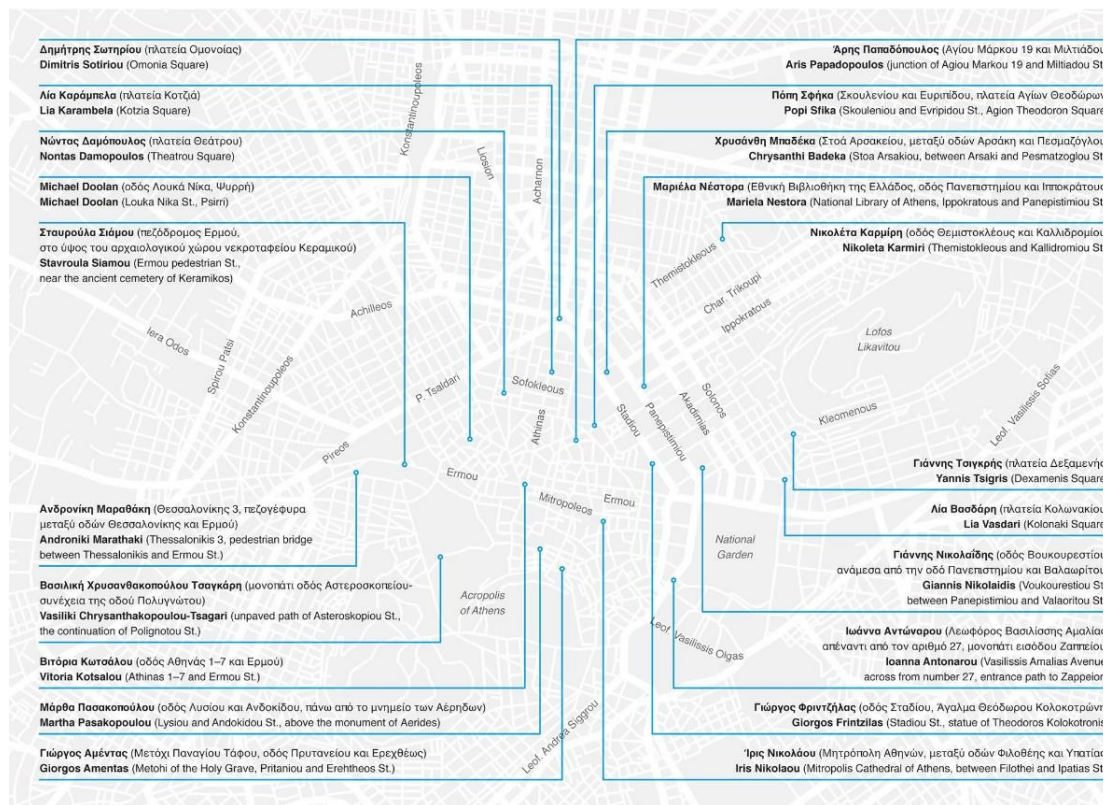 Δημήτρης Σωτηρίου (πλατεία Ομονοίας)
Dimitris Sotiriou (Omonia Square)
Λία Καράμπελα (πλατεία Κοτζιά)
Lia Karambela (Kotzia Square)
Νώντας Δαμόπουλος (πλατεία Θεάτρου)
Nontas Damopoulos (Theatrou Square)
Michael Doolan (οδός Λουκά Νίκα, Ψυρρή)
Michael Doolan (Louka Nika St., Psirri)
Σταυρούλα Σιάμου (πεζόδρομος Ερμού,
στο ύψος του αρχαιολογικού χώρου νεκροταφείου Κεραμικού)
Stavroula Siamou (Ermou pedestrian St.,
near the ancient cemetery of Keramikos)
Άρης Παπαδόπουλος (Αγίου Μάρκου 19 και Μιλτιάδου
Aris Papadopoulos (junction of Agiou Markou 19 and Miltiadou St
Πόπη Σφήκα (Σκουλενίου και Ευριπίδου, πλατεία Αγίων Θεοδώρων
Popi Sfika (Skouleniou and Evripidou St., Agion Theodoron Square
Χρυσάνθη Μπαδέκα (Στοά Αρσακείου, μεταξύ οδών Αρσάκη και Πεσμαζόγλου
Chrysanthi Badeka (Stoa Arsakiou, between Arsaki and Pesmatzoglou St
Μαριέλα Νέστορα (Εθνική Βιβλιοθήκη της Ελλάδος, οδός Πανεπιστημίου και Ιπποκράτους
Mariela Nestora (National Library of Athens, Ippokratous and Panepistimiou St
Νικολέτα Καρμίρη (οδός Θεμιστοκλέους και Καλλιδρομίου
Nikoleta Karmiri (Themistokleous and Kallidromiou St
Konstantinoupoleos
Liosion
Acharnon
Themistokleous
Char. Trikoupi
Ippokratous
Lofos
Likavitou
Achilleos
Iera Odos
Spirou Patsi
Konstantinoupoleos
P. Tsaldari
Sofokleous
Athinas
Stadiou
Panepistimiou
Akadimias
Solonos
Kleomenous
Leof. Vasilissis Sofias
Pireos
Ermou
Mitropoleos
Ermou
National
Garden
Acropolis
of Athens
Leof. Vasilissis Olgas
Leof. Andrea Siggrou
Ανδρονίκη Μαραθάκη (Θεσσαλονίκης 3, πεζογέφυρα
μεταξύ οδών Θεσσαλονίκης και Ερμού)
Androniki Marathaki (Thessalonikis 3, pedestrian bridge
between Thessalonikis and Ermou St.)
Βασιλική Χρυσανθακοπούλου Τσαγκάρη (μονοπάτι οδός Αστεροσκοπείου-
συνέχεια της οδού Πολυγνώτου)
Vasiliki Chrysanthakopoulou-Tsagari (unpaved path of Asteroskopiou St.,
the continuation of Polignotou St.)
Βιτόρια Κωτσάλου (οδός Αθηνάς 1–7 και Ερμού)
Vitoria Kotsalou (Athinas 1–7 and Ermou St.)
Μάρθα Πασακοπούλου (οδός Λυσίου και Ανδοκίδου, πάνω από το μνημείο των Αέρηδων)
Martha Pasakopoulou (Lysiou and Andokidou St., above the monument of Aerides)
Γιώργος Αμέντας (Μετόχι Παναγίου Τάφου, οδός Πρυτανείου και Ερεχθέως)
Giorgos Amentas (Metohi of the Holy Grave, Pritaniou and Erehtheos St.)
Γιάννης Τσιγκρής (πλατεία Δεξαμενής
Yannis Tsigris (Dexamenis Square
Λία Βασδάρη (πλατεία Κολωνακίου
Lia Vasdari (Kolonaki Square
Γιάννης Νικολαΐδης (οδός Βουκουρεστίου
ανάμεσα από την οδό Πανεπιστημίου και Βαλαωρίτου
Giannis Nikolaidis (Voukourestiou St
between Panepistimiou and Valaoritou St
Ιωάννα Αντώναρου (Λεωφόρος Βασιλίσσης Αμαλίας
απέναντι από τον αριθμό 27, μονοπάτι εισόδου Ζαππείου
Ioanna Antonarou (Vasilissis Amalias Avenue
across from number 27, entrance path to Zappeion
Γιώργος Φριντζήλας (οδός Σταδίου, Άγαλμα Θεόδωρου Κολοκοτρώνη
Giorgos Frintzilas (Stadiou St., statue of Theodoros Kolokotronis
Ίρις Νικολάου (Μητρόπολη Αθηνών, μεταξύ οδών Φιλοθέης και Υπατίας
Iris Nikolaou (Mitropolis Cathedral of Athens, between Filothei and Ipatias St